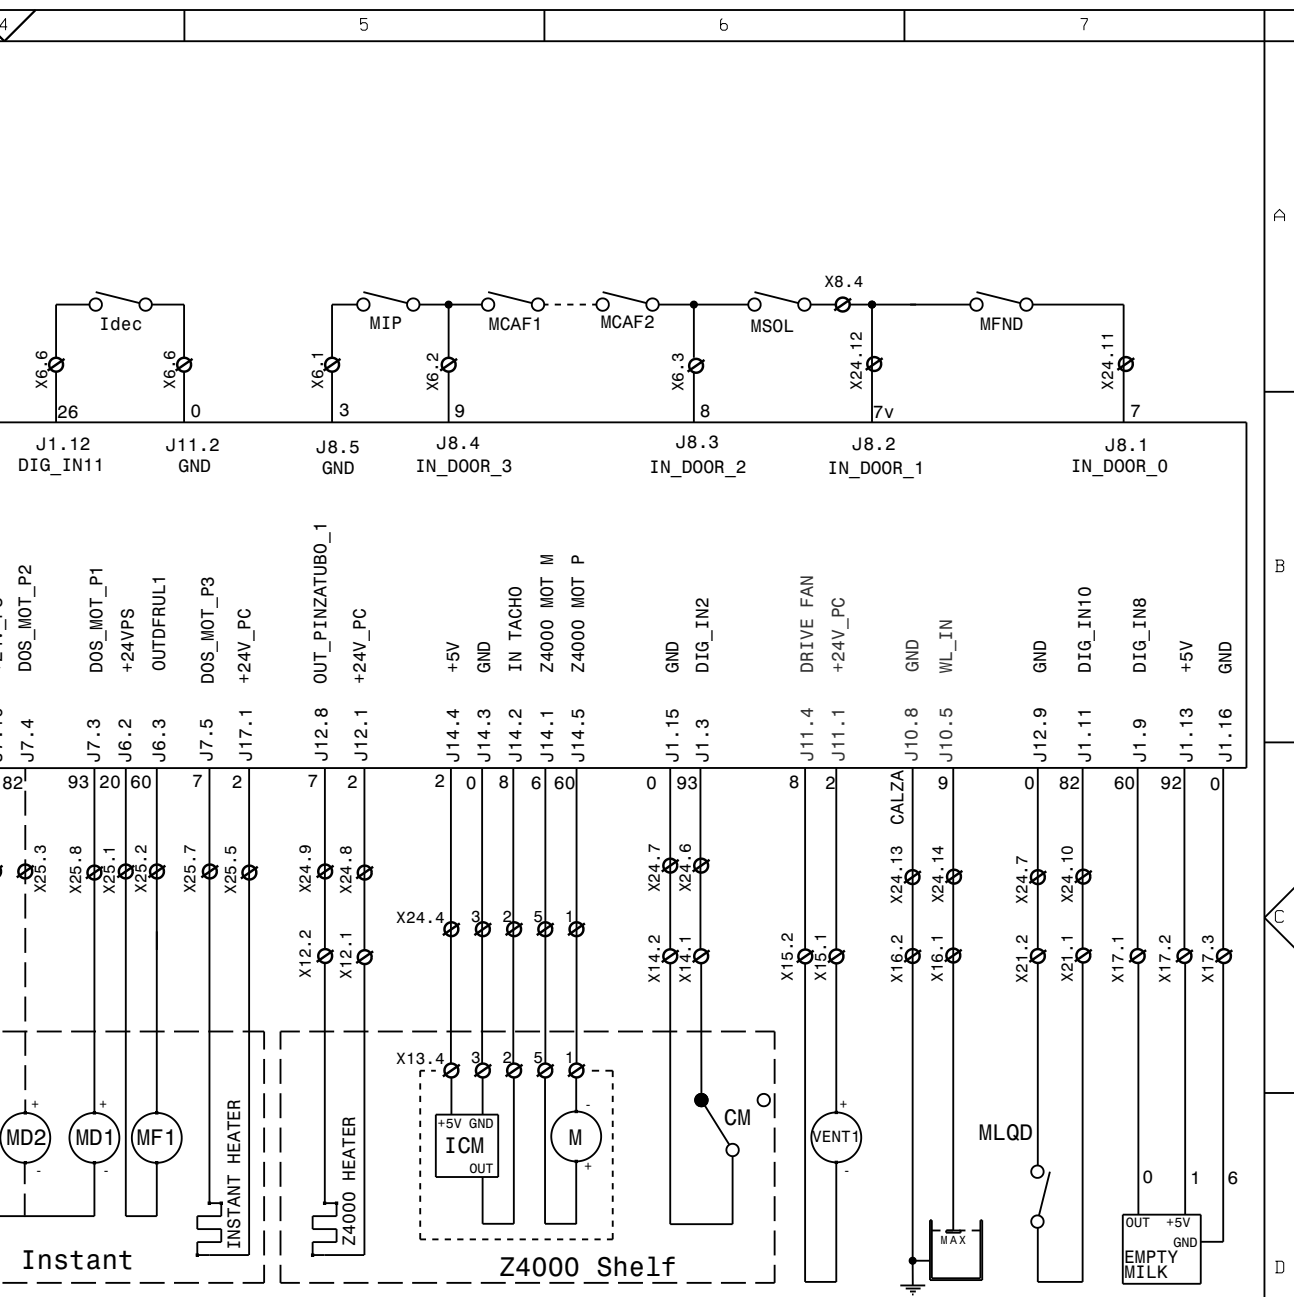 4
5
6
7
A
X8.4
Idec
MIP
MCAF1
MCAF2
MSOL
MFND
X6.6
X6.6
X6.1
X6.2
X6.3
X24.12
X24.11
26
0
3
9
8
7v
7
J1.12
J11.2
J8.5
J8.4
J8.3
J8.2
J8.1
DIG_IN11
GND
GND
IN_DOOR_3
IN_DOOR_2
IN_DOOR_1
IN_DOOR_0
B
DOS_MOT_P2
DOS_MOT_P1
+24VPS
OUTDFRUL1
DOS_MOT_P3
+24V_PC
OUT_PINZATUBO_1
+24V_PC
+5V
GND
IN TACHO
Z4000 MOT M
Z4000 MOT P
GND
DIG_IN2
DRIVE FAN
+24V_PC
GND
WL_IN
GND
DIG_IN10
DIG_IN8
+5V
GND
J7.4
J7.3
J6.2
J6.3
J7.5
J17.1
J12.8
J12.1
J14.4
J14.3
J14.2
J14.1
J14.5
J1.15
J1.3
J11.4
J11.1
J10.8
J10.5
J12.9
J1.11
J1.9
J1.13
J1.16
82
93
20
60
7
2
7
2
2
0
8
6
60
0
93
8
2
CALZA
9
0
82
60
92
0
X25.3
X25.8
X25.1
X25.2
X25.7
X25.5
X24.9
X24.8
X24.7
X24.6
X24.13
X24.14
X24.7
X24.10
X24.4
3
2
5
1
C
X12.2
X12.1
X14.2
X14.1
X15.2
X15.1
X16.2
X16.1
X21.2
X21.1
X17.1
X17.2
X17.3
X13.4
3
2
5
1
+
+
-
+
MD2
MD1
MF1
INSTANT HEATER
Z4000 HEATER
+5V GND
ICM
OUT
M
CM
VENT1
MLQD
-
-
+
-
0
1
6
MAX
OUT
+5V
GND
EMPTY
MILK
Instant
Z4000 Shelf
D